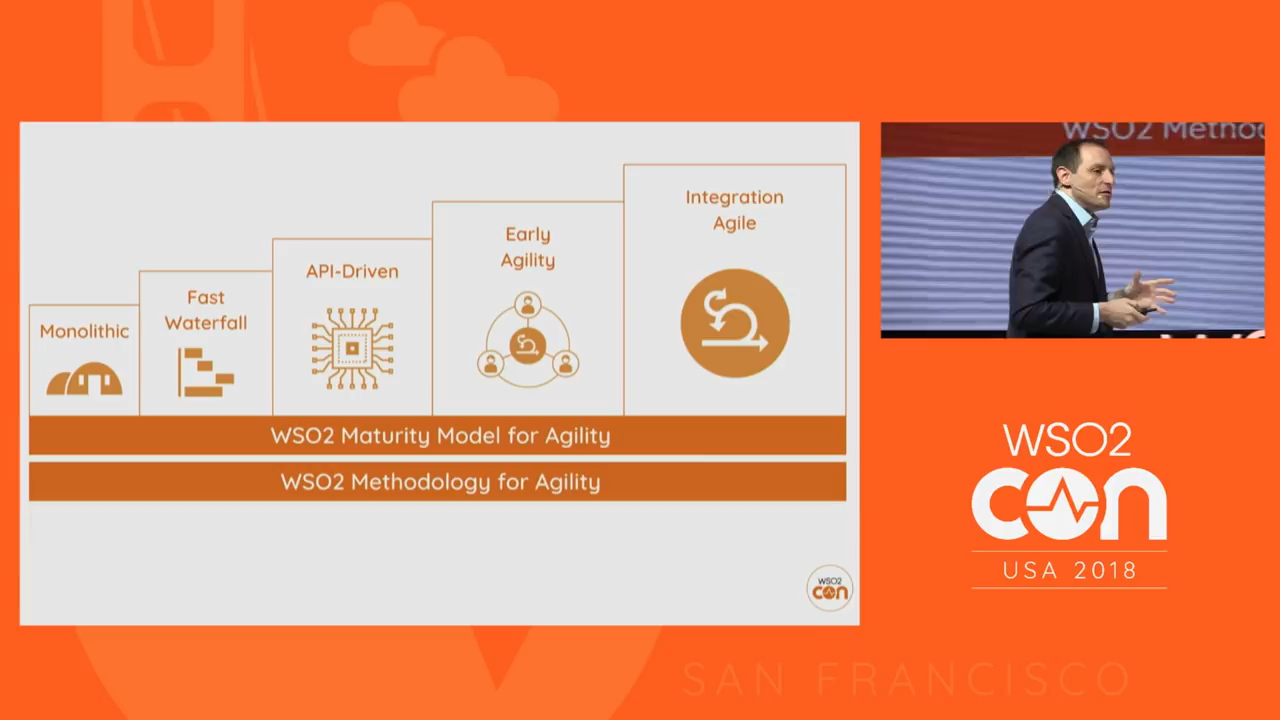 Monolithic
Fast
Waterfall
API-Driven
Early
Agility
Integration
Agile
WSO2 Maturity Model for Agility
WSO2 Methodology for Agility
WSO2
con
WSO2 Metho
WSO2
con
USA 2018
SAN FRANCISCO